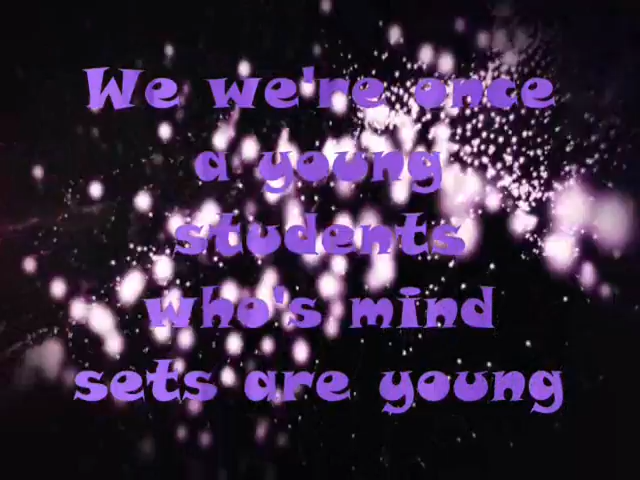 We we're once
a young
students
who's mind
sets are young